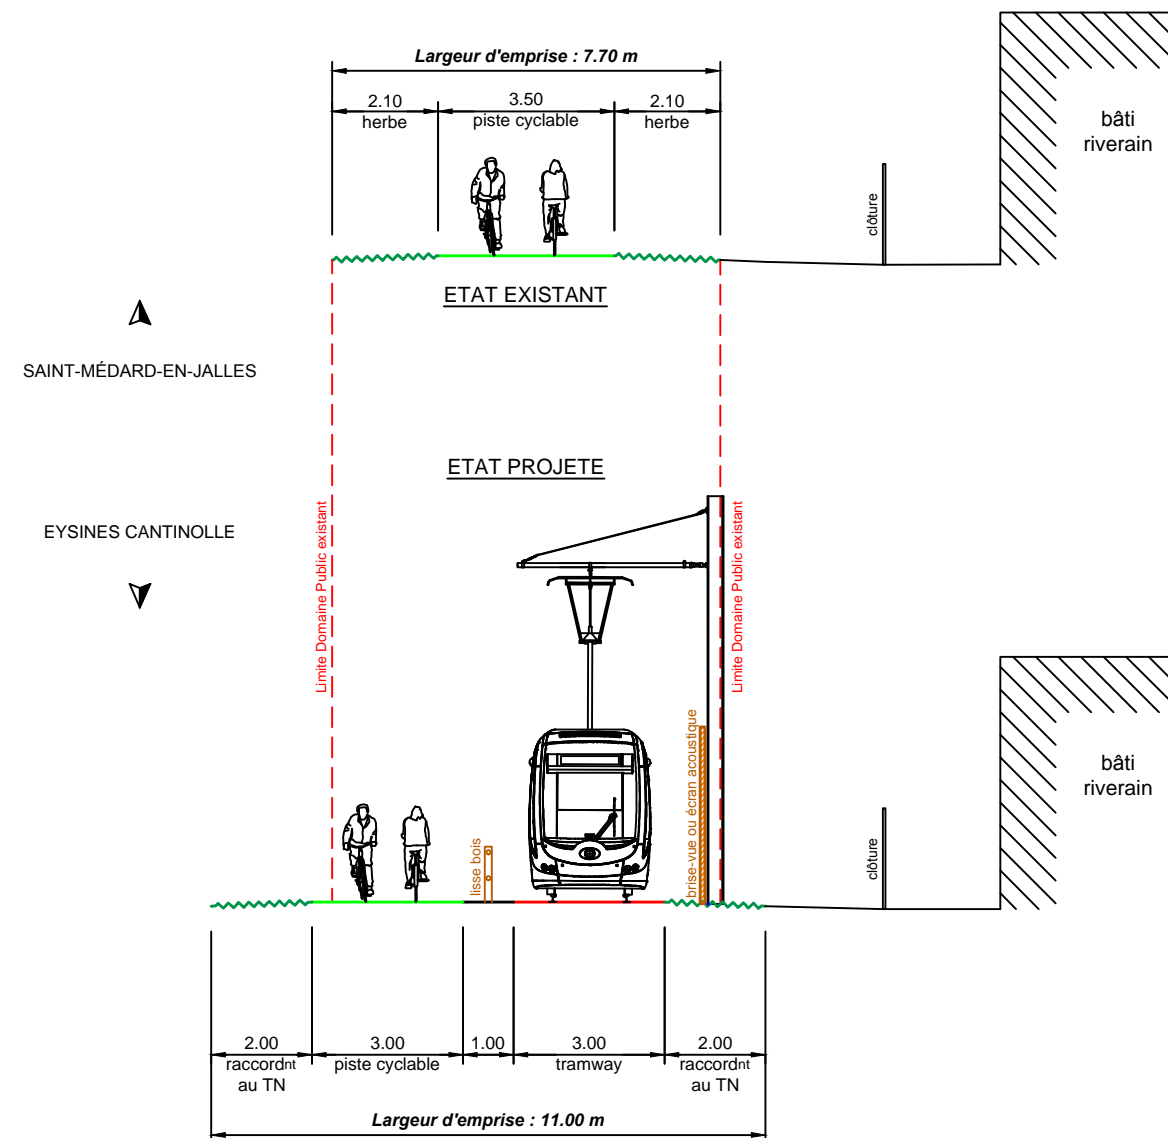 Largeur d'emprise : 7.70 m
2.10
herbe
3.50
piste cyclable
2.10
herbe
bâti
riverain
clôture
ETAT EXISTANT
SAINT-MÉDARD-EN-JALLES
ETAT PROJETE
EYSINES CANTINOLLE
Limite Domaine Public existant
Limite Domaine Public existant
brise-vue ou écran acoustique
lisse bois
bâti
riverain
clôture
2.00
raccordnt
au TN
3.00
piste cyclable
1.00
3.00
tramway
2.00
raccordnt
au TN
Largeur d'emprise : 11.00 m